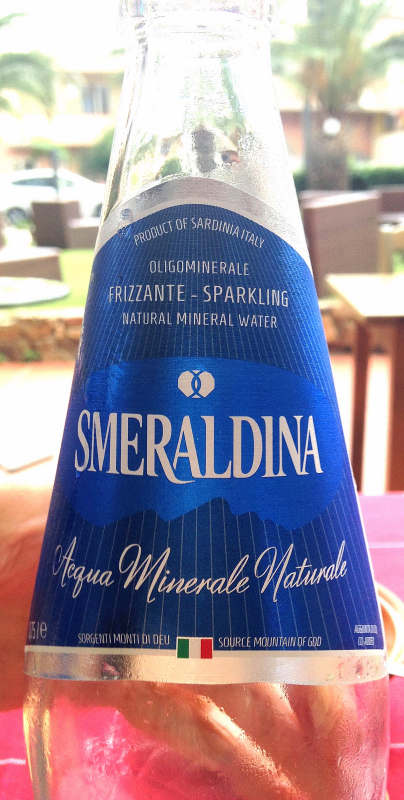 PRODUCT OF SARDINIA ITALY
OLIGOMINERALE
FRIZZANTE - SPARKLING
NATURAL MINERAL WATER
SMERALDINA
Acqua Minerale Naturale
SORGENTI MONTI DI DEU SOURCE MOUNTAIN OF GOD